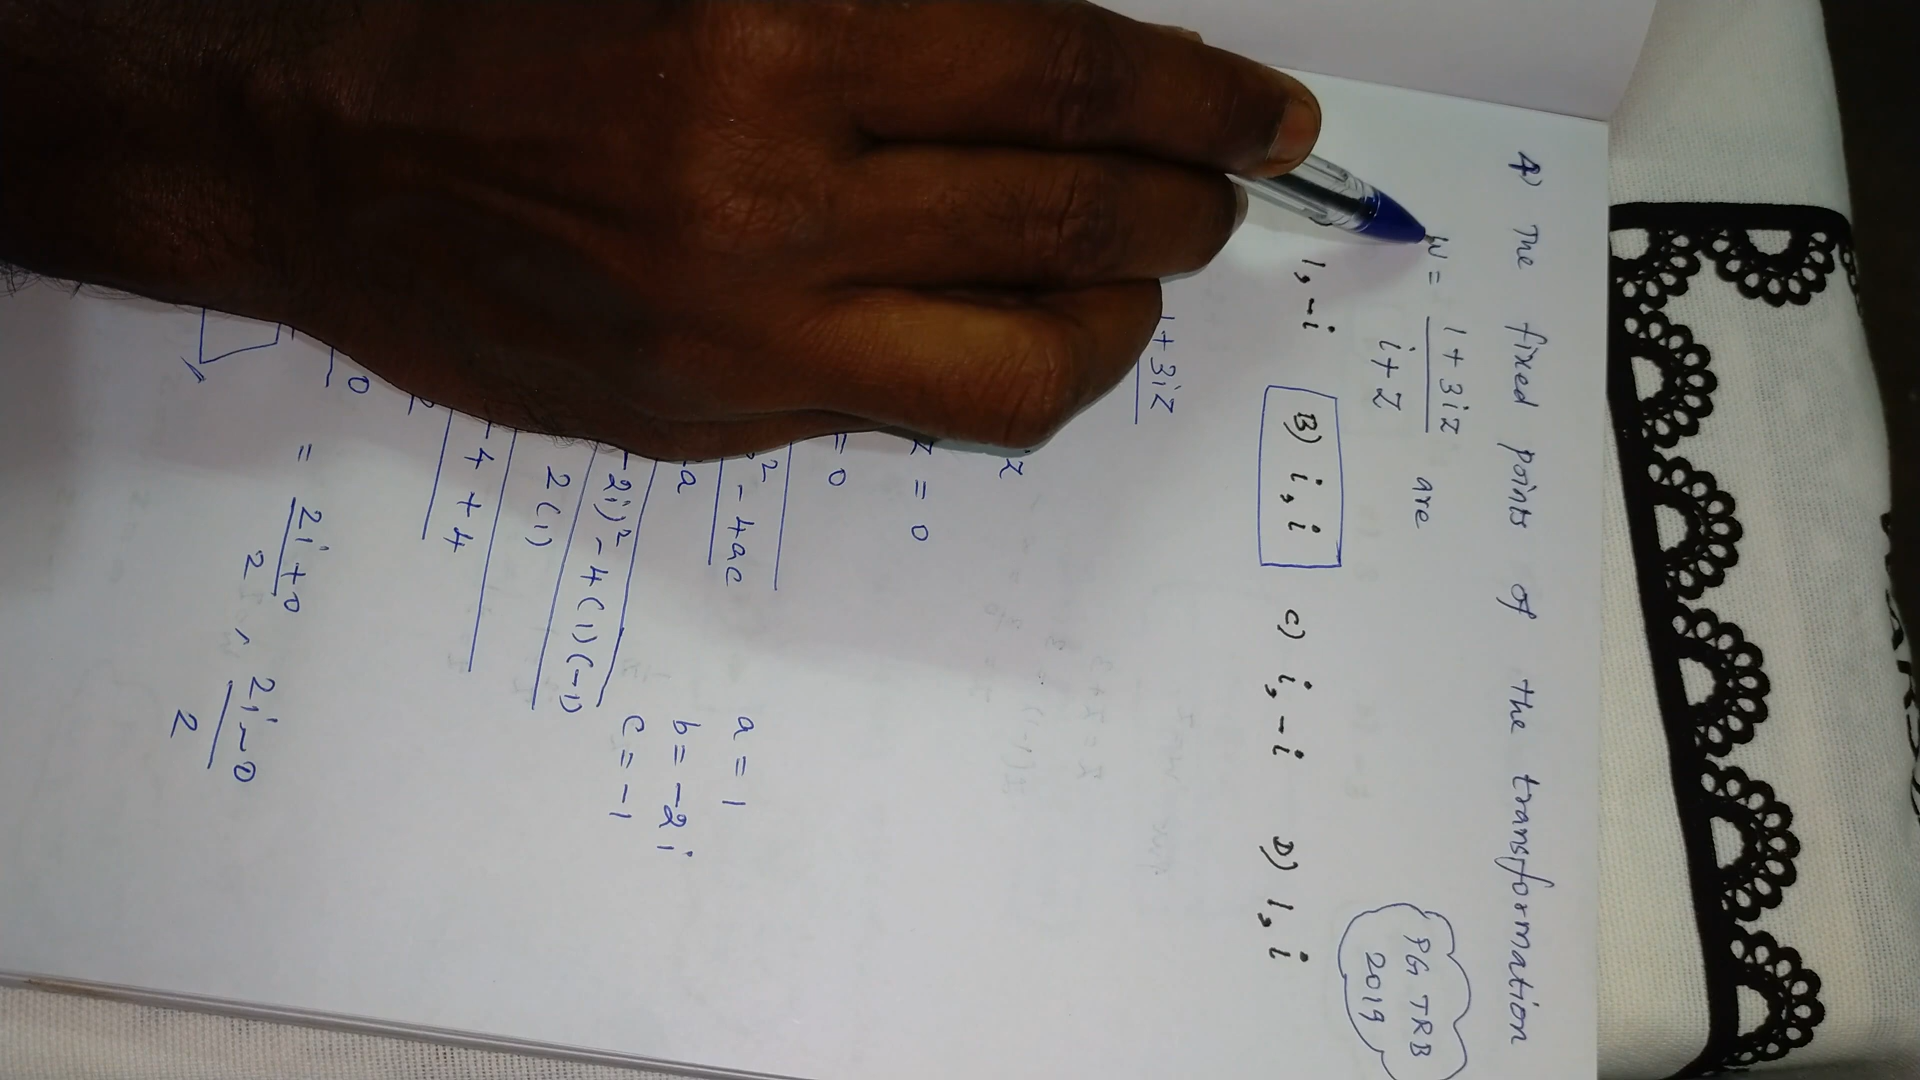 4) The fixed points of the transformation
w = 1 + 3iz / i + z are
PG TRB
2019
1, -i B) i, i C) i, -i D) 1, i
1 + 3iz
z
z = 0
= 0
² - 4ac
a
a = 1
b = -2i
c = -1
-2i)² - 4(1)(-1)
2(1)
-4 + 4
0
= 2i + 0 / 2 , 2i - 0 / 2